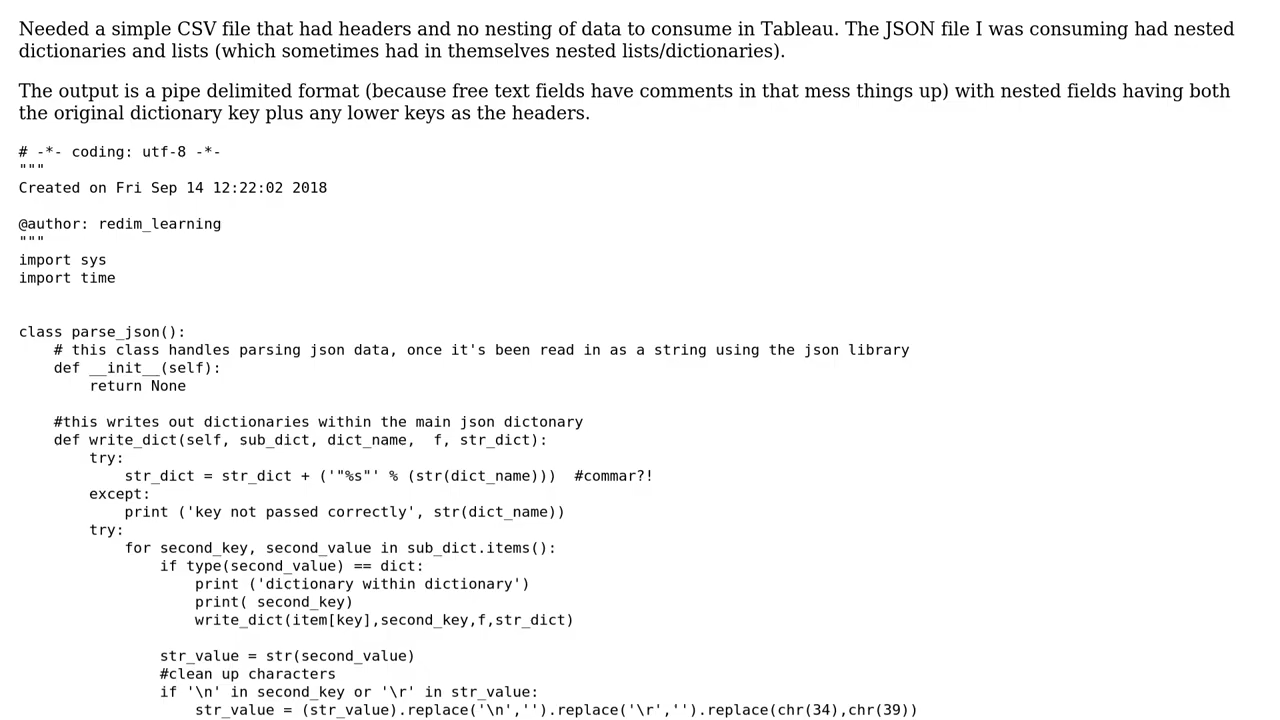 Needed a simple CSV file that had headers and no nesting of data to consume in Tableau. The JSON file I was consuming had nested
dictionaries and lists (which sometimes had in themselves nested lists/dictionaries).
The output is a pipe delimited format (because free text fields have comments in that mess things up) with nested fields having both
the original dictionary key plus any lower keys as the headers.
# -*- coding: utf-8 -*-
"""
Created on Fri Sep 14 12:22:02 2018

@author: redim_learning
"""
import sys
import time


class parse_json():
    # this class handles parsing json data, once it's been read in as a string using the json library
    def __init__(self):
        return None

    #this writes out dictionaries within the main json dictonary
    def write_dict(self, sub_dict, dict_name,  f, str_dict):
        try:
            str_dict = str_dict + ('"%s"' % (str(dict_name)))  #commar?!
        except:
            print ('key not passed correctly', str(dict_name))
        try:
            for second_key, second_value in sub_dict.items():
                if type(second_value) == dict:
                    print ('dictionary within dictionary')
                    print( second_key)
                    write_dict(item[key],second_key,f,str_dict)

                str_value = str(second_value)
                #clean up characters
                if '\n' in second_key or '\r' in str_value:
                    str_value = (str_value).replace('\n','').replace('\r','').replace(chr(34),chr(39))